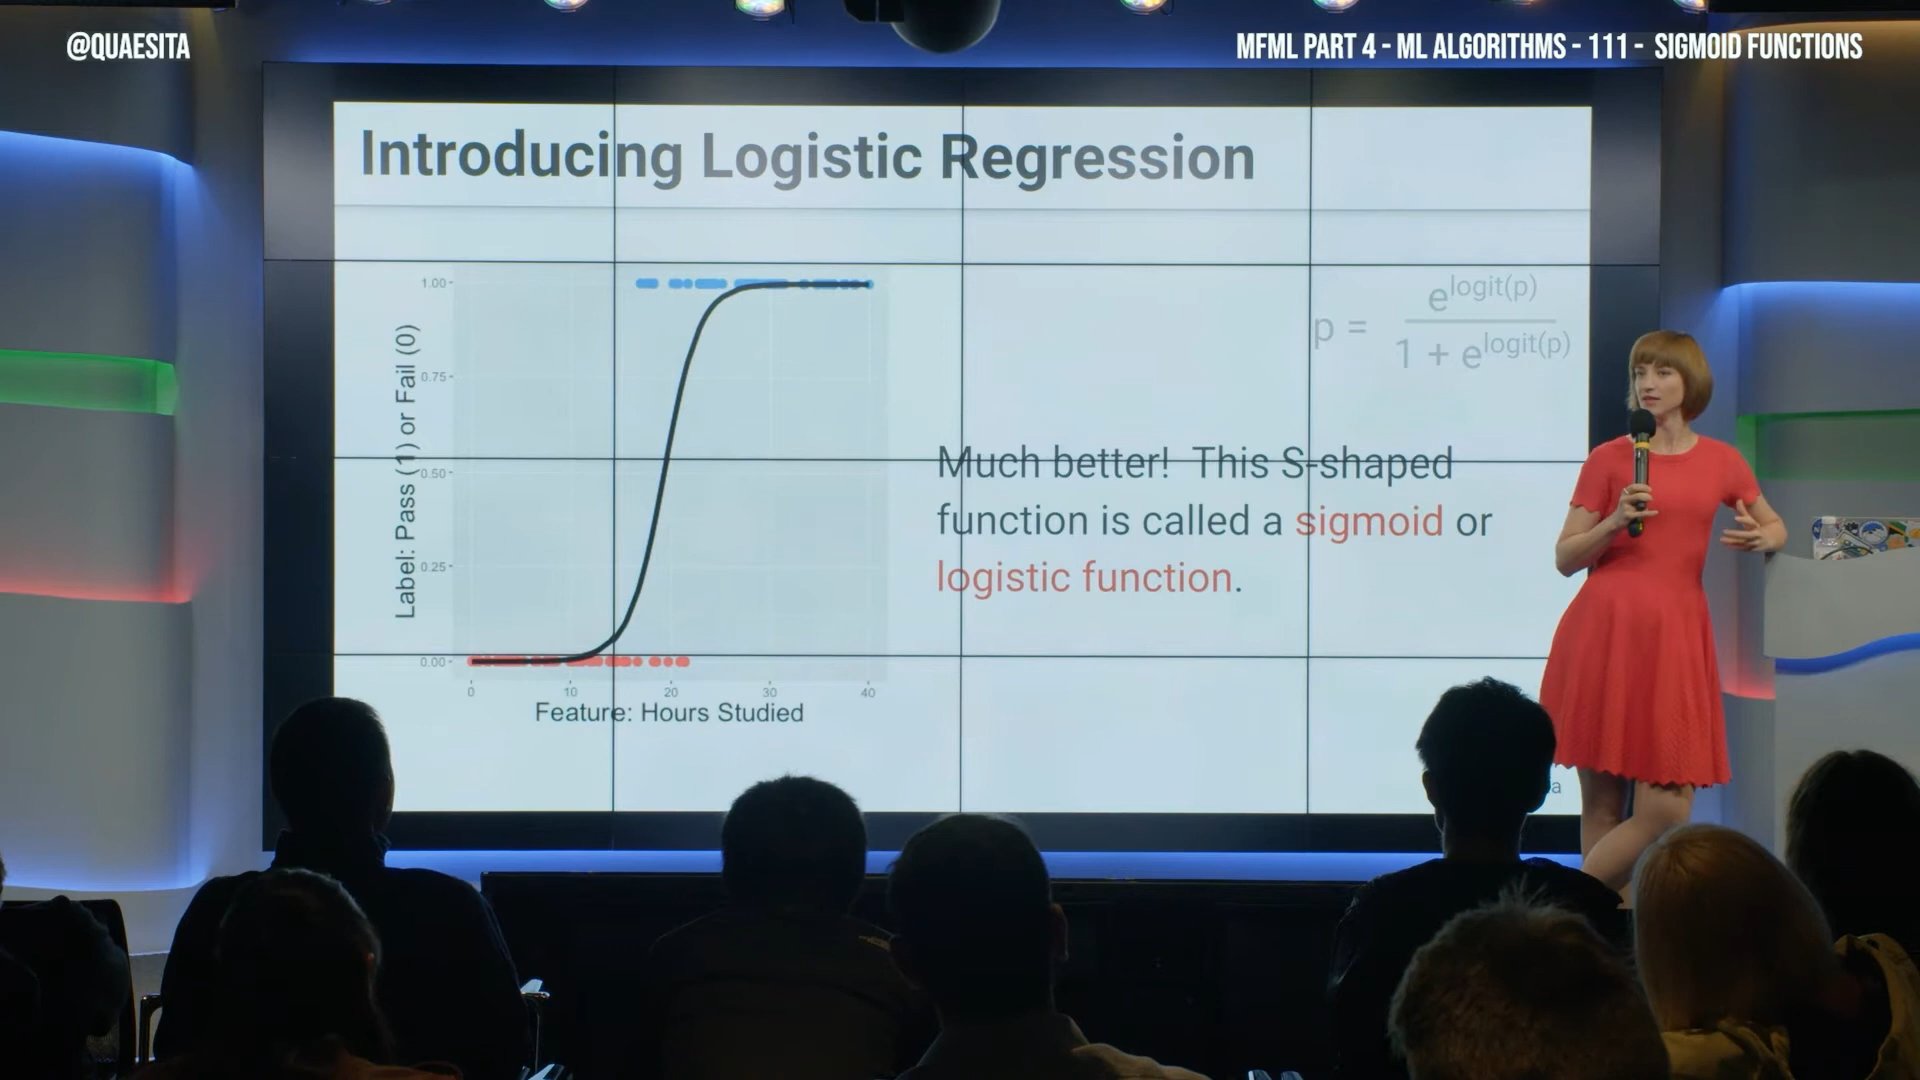 @QUAESITA
MFML PART 4 - ML ALGORITHMS - 111 - SIGMOID FUNCTIONS
Introducing Logistic Regression
Label: Pass (1) or Fail (0)
1.00
0.75
0.50
0.25
0.00
0 10 20 30 40
Feature: Hours Studied
p = e^logit(p)
1 + e^logit(p)
Much better! This S-shaped
function is called a sigmoid or
logistic function.